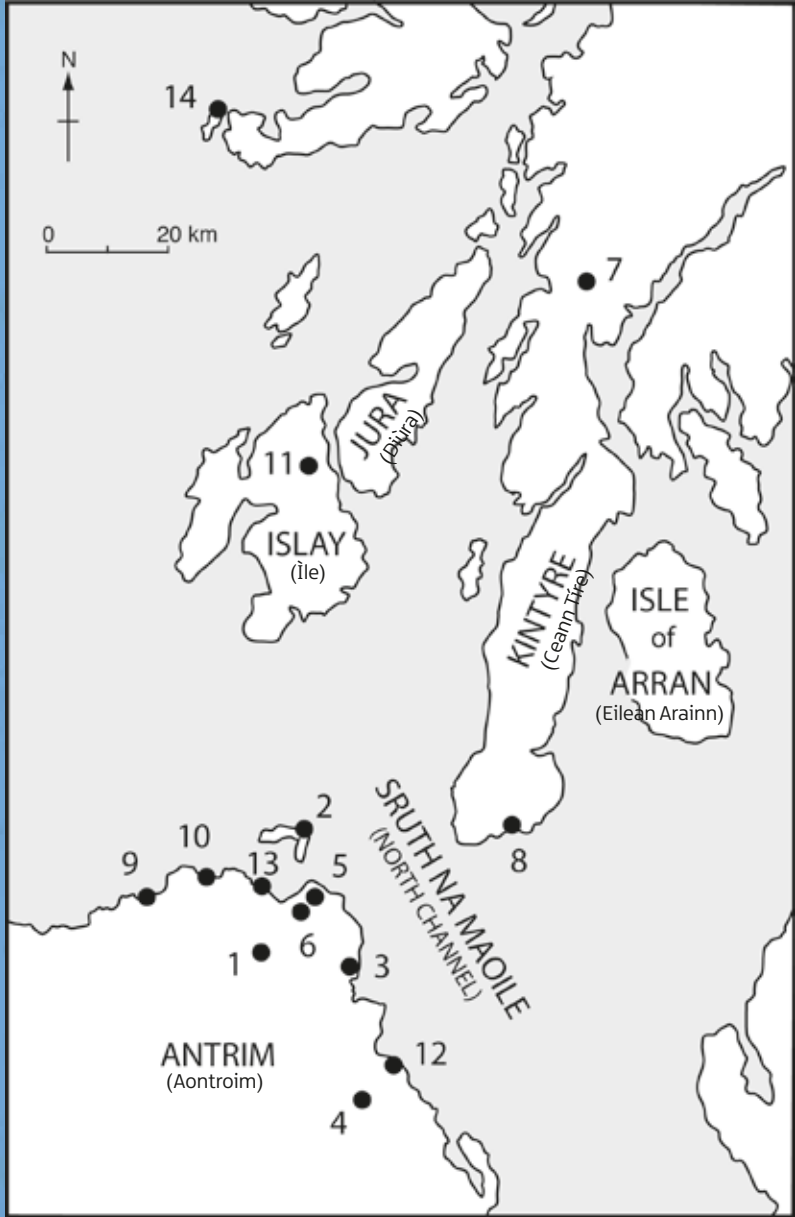 N
14
0 20 km
7
JURA
(Diùra)
11
ISLAY
(Ìle)
KINTYRE
(Ceann Tíre)
ISLE
of
ARRAN
(Eilean Arainn)
SRUTH NA MAOILE
(NORTH CHANNEL)
2
10
9
13
5
8
6
1
3
ANTRIM
(Aontroim)
12
4